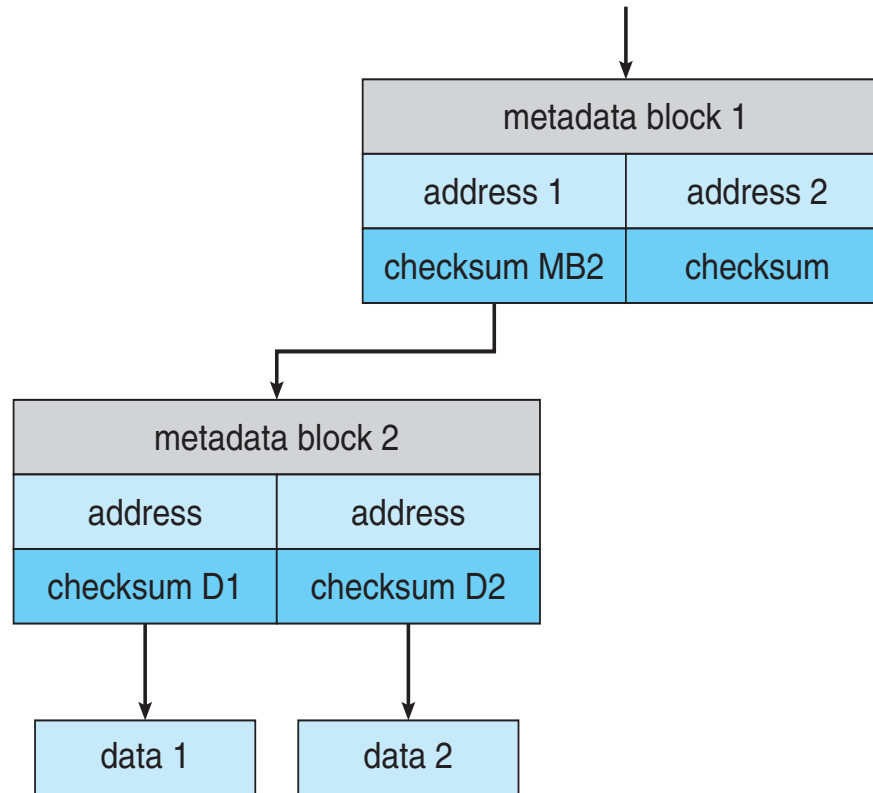 metadata block 1
address 1 address 2
checksum MB2 checksum
metadata block 2
address address
checksum D1 checksum D2
data 1 data 2